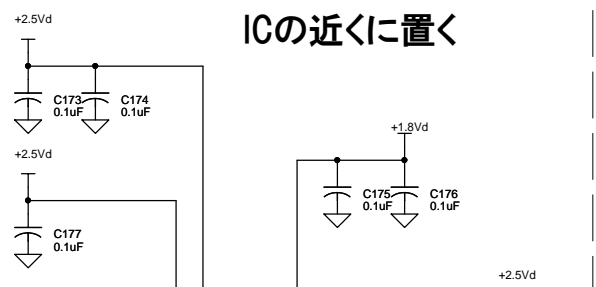 +2.5Vd
ICの近くに置く
C173
0.1uF
C174
0.1uF
+2.5Vd
C177
0.1uF
+1.8Vd
C175
0.1uF
C176
0.1uF
+2.5Vd